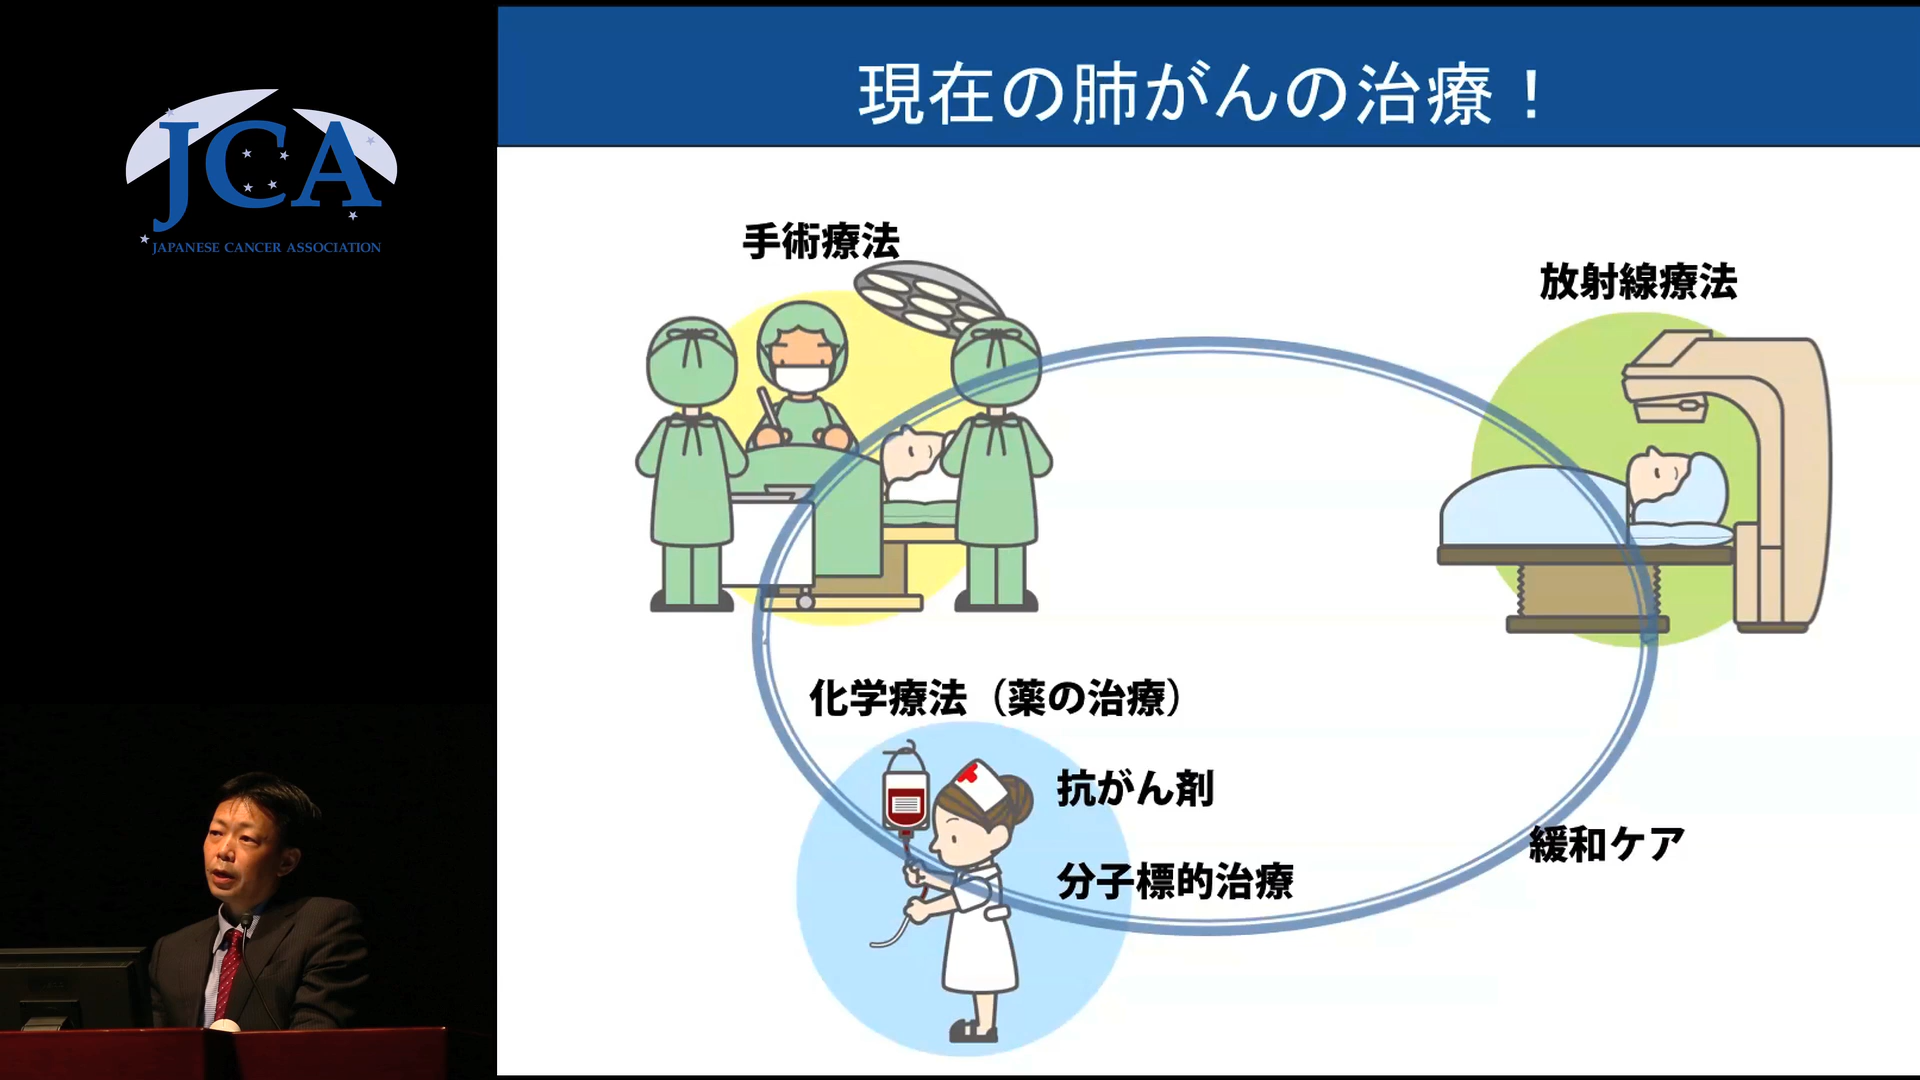 JCA
JAPANESE CANCER ASSOCIATION
現在の肺がんの治療！
手術療法
放射線療法
化学療法（薬の治療）
抗がん剤
分子標的治療
緩和ケア